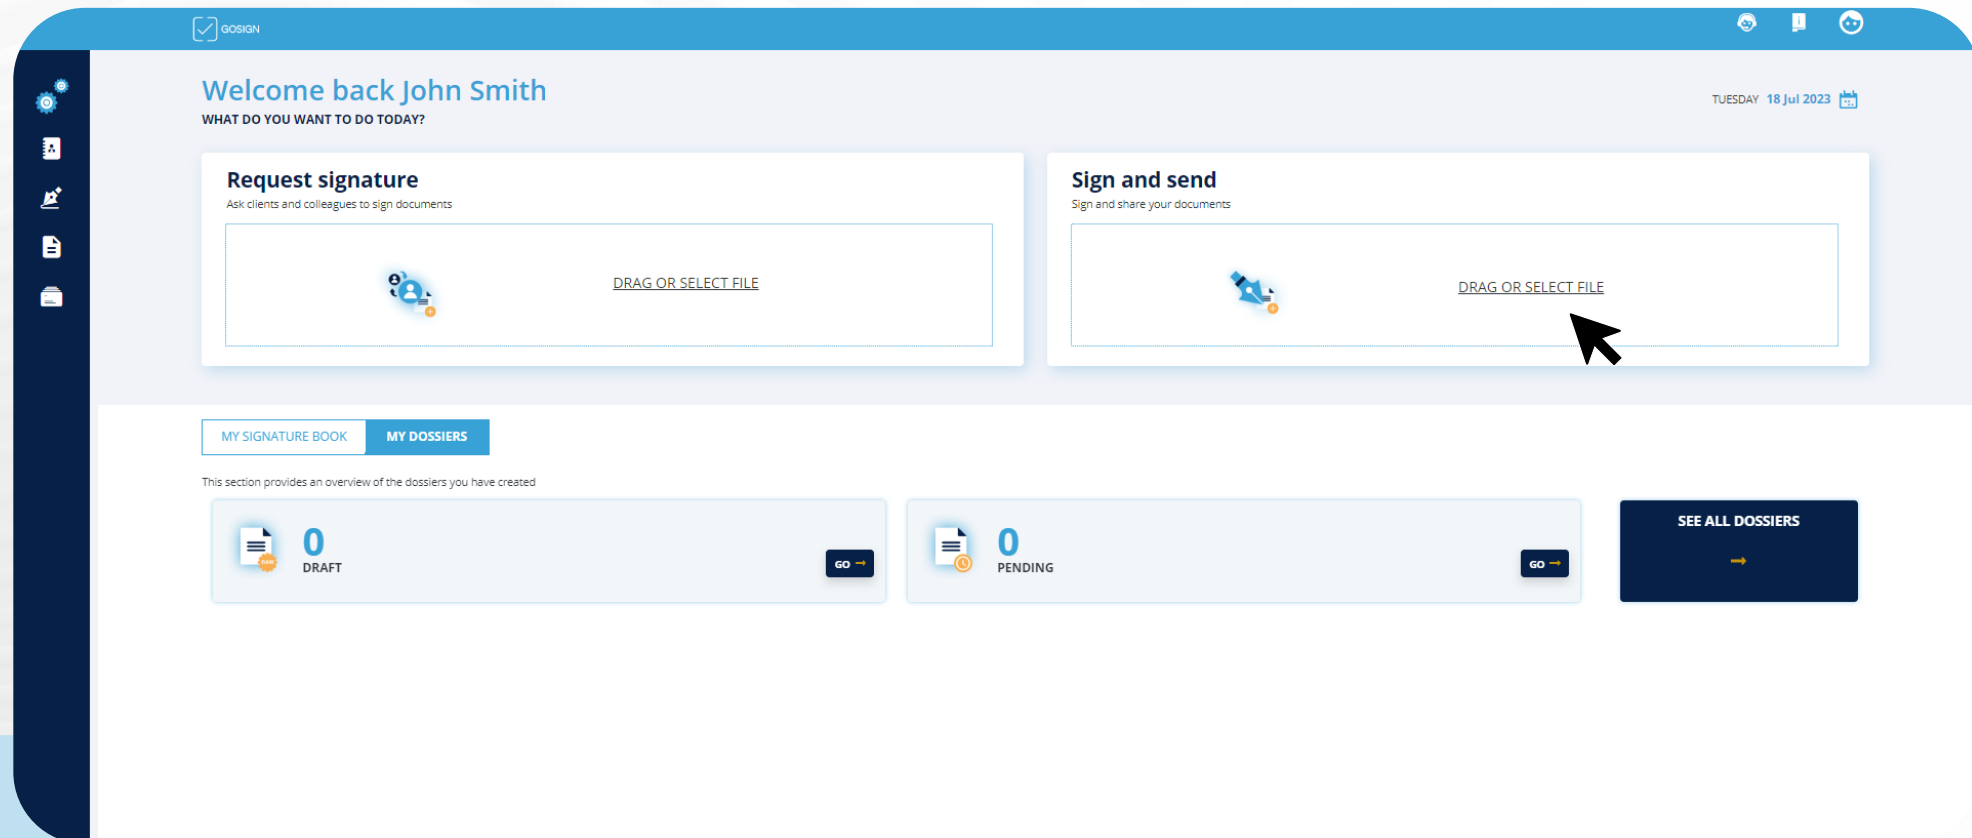 GOSIGN
Welcome back John Smith
WHAT DO YOU WANT TO DO TODAY?
TUESDAY 18 Jul 2023
Request signature
Ask clients and colleagues to sign documents
DRAG OR SELECT FILE
Sign and send
Sign and share your documents
DRAG OR SELECT FILE
MY SIGNATURE BOOK
MY DOSSIERS
This section provides an overview of the dossiers you have created
0
DRAFT
GO
0
PENDING
GO
SEE ALL DOSSIERS